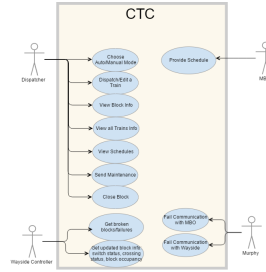 CTC
Choose
Auto/Manual Mode
Provide Schedule
Dispatcher
MB
Dispatch/Edit a
Train
View Block Info
View all Trains Info
View Schedules
Send Maintenance
Close Block
Get broken
blocks/failures
Fail Communication
with MBO
Get updated block info
switch status, crossing
status, block occupancy
Fail Communication
with Wayside
Wayside Controller
Murphy